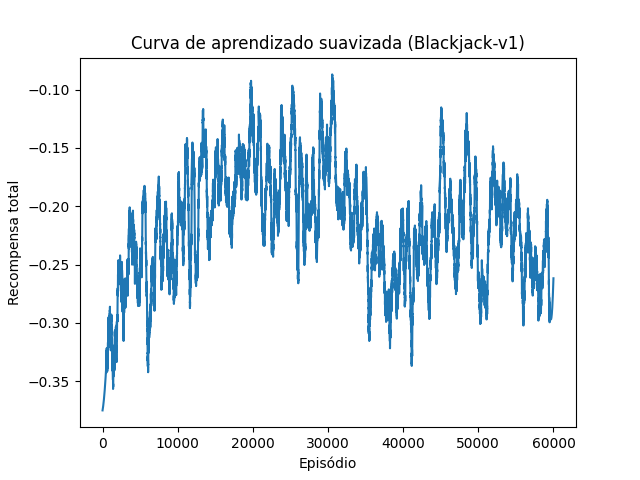 Curva de aprendizado suavizada (Blackjack-v1)
Recompensa total
−0.10
−0.15
−0.20
−0.25
−0.30
−0.35
0 10000 20000 30000 40000 50000 60000
Episódio